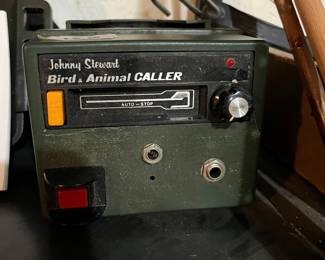 Johnny Stewart
Bird & Animal CALLER
AUTO-STOP